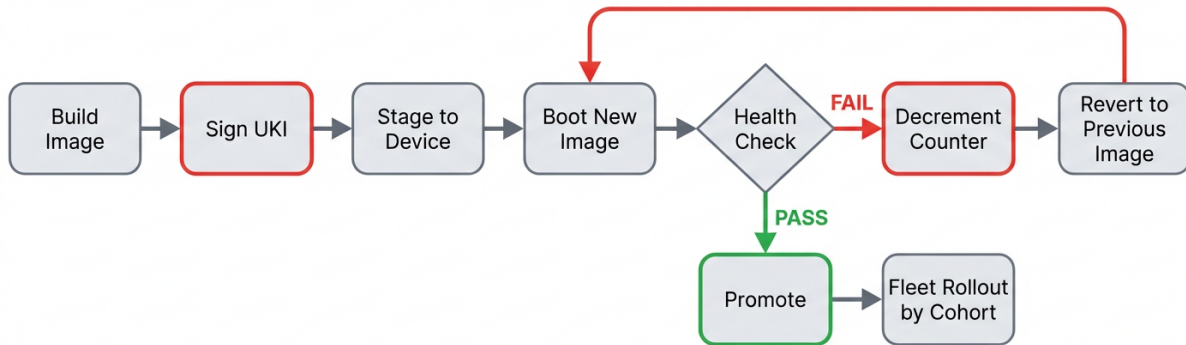 Build
Image
Sign UKI
Stage to
Device
Boot New
Image
Health
Check
FAIL
Decrement
Counter
Revert to
Previous
Image
PASS
Promote
Fleet Rollout
by Cohort